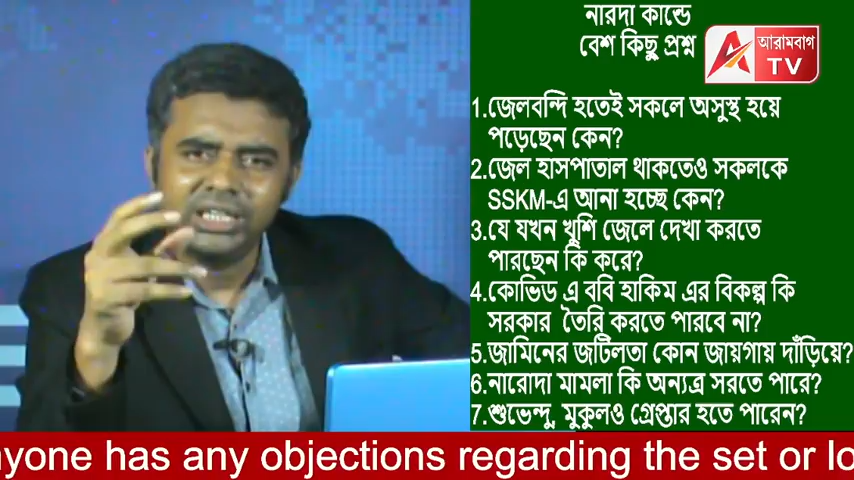 নারদা কান্ডে
বেশ কিছু প্রশ্ন
আরামবাগ
TV
1.জেলবন্দি হতেই সকলে অসুস্থ হয়ে
পড়েছেন কেন?
2.জেল হাসপাতাল থাকতেও সকলকে
SSKM-এ আনা হচ্ছে কেন?
3.যে যখন খুশি জেলে দেখা করতে
পারছেন কি করে?
4.কোভিড এ ববি হাকিম এর বিকল্প কি
সরকার তৈরি করতে পারবে না?
5.জামিনের জটিলতা কোন জায়গায় দাঁড়িয়ে?
6.নারোদা মামলা কি অন্যত্র সরতে পারে?
7.শুভেন্দু, মুকুলও গ্রেপ্তার হতে পারেন?
nyone has any objections regarding the set or lo